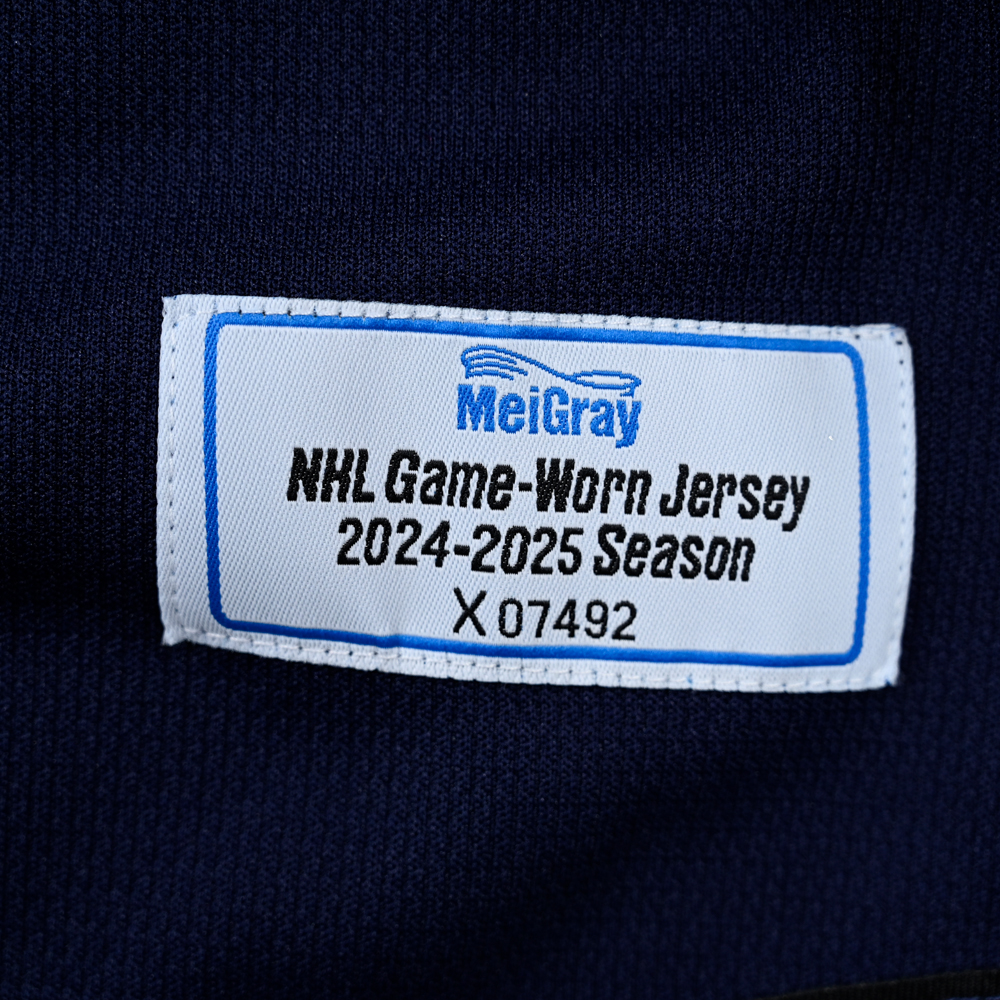 MeiGray
NHL Game-Worn Jersey
2024-2025 Season
X 07492